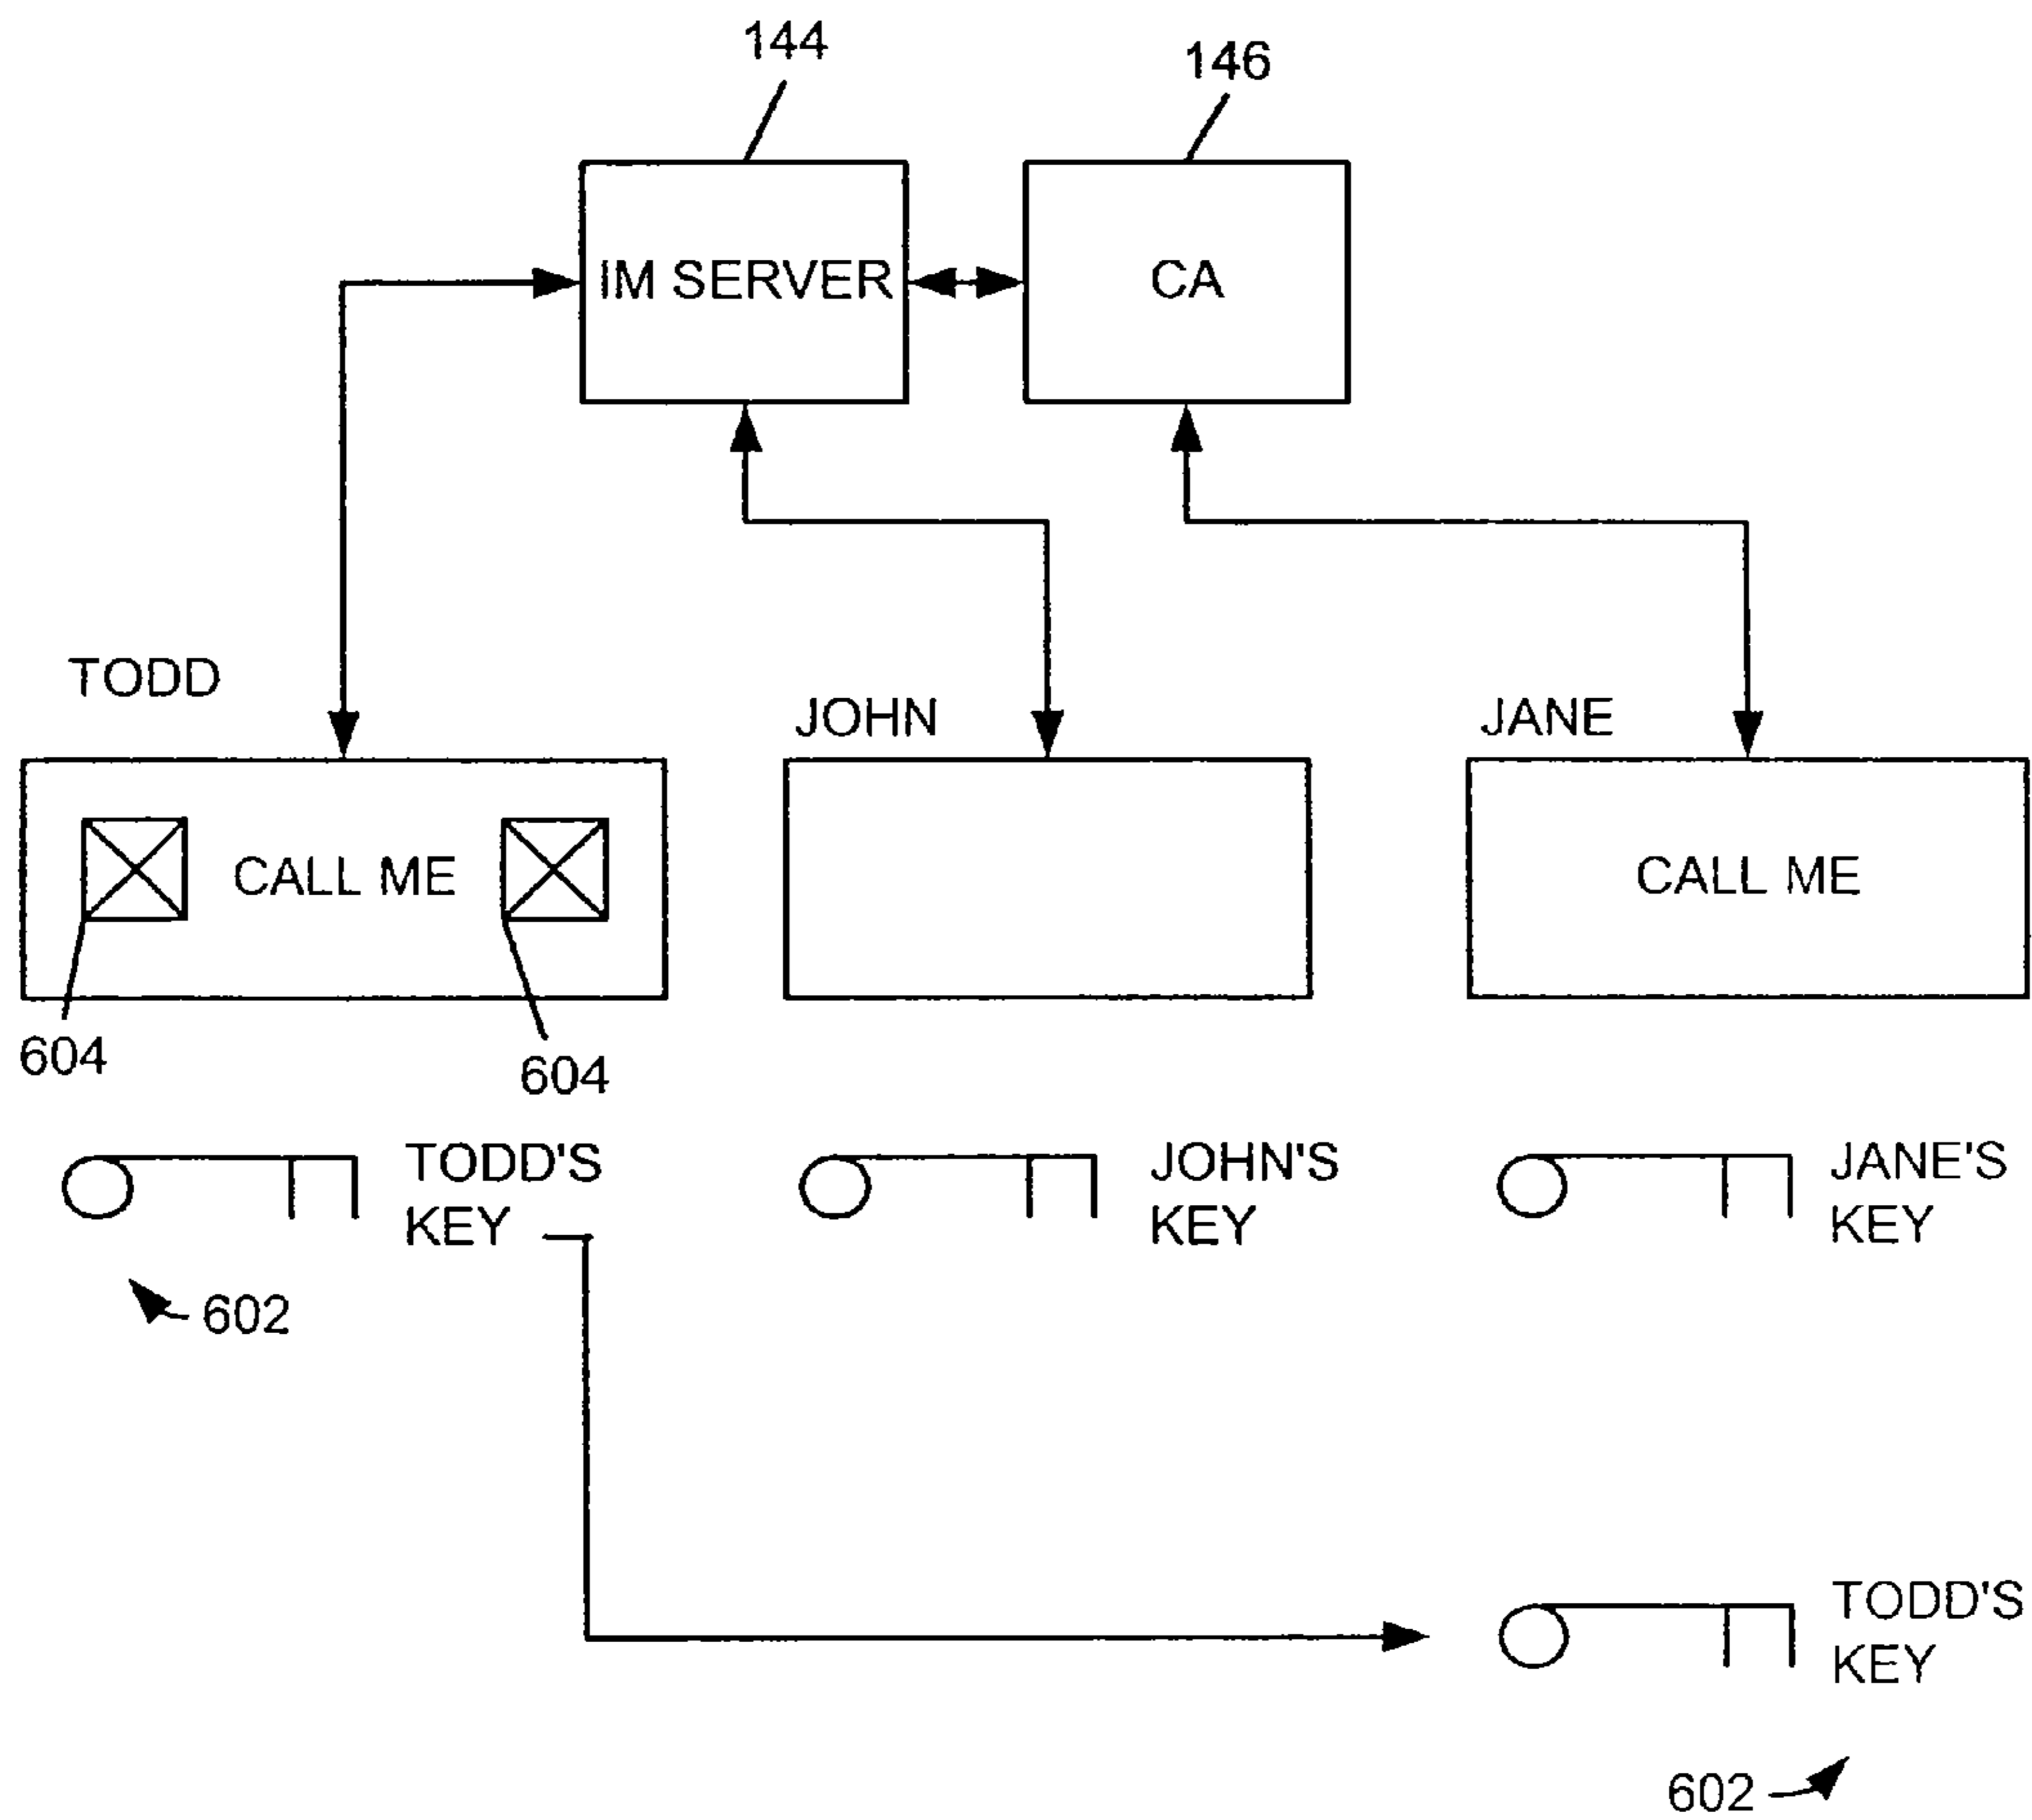 144
146
IM SERVER
CA
TODD
JOHN
JANE
CALL ME
CALL ME
604
604
TODD'S
KEY
JOHN'S
KEY
JANE'S
KEY
602
TODD'S
KEY
602